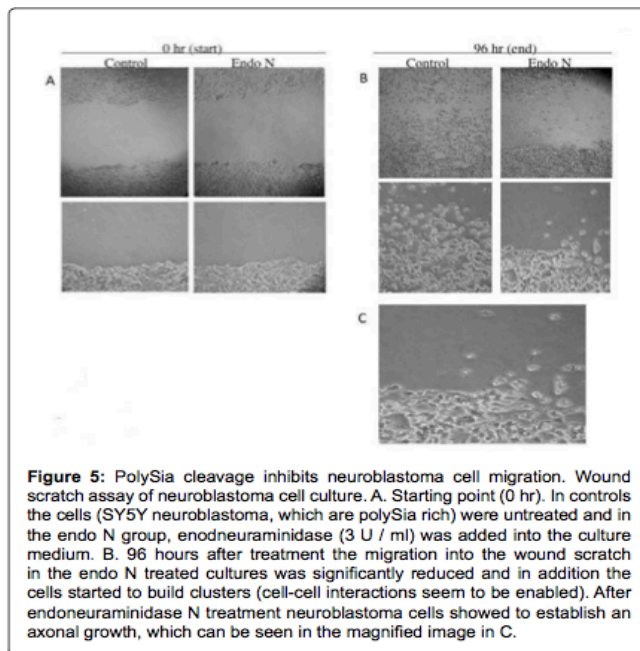 0 hr (start) 96 hr (end)
Control Endo N Control Endo N
A B
C
Figure 5: PolySia cleavage inhibits neuroblastoma cell migration. Wound
scratch assay of neuroblastoma cell culture. A. Starting point (0 hr). In controls
the cells (SY5Y neuroblastoma, which are polySia rich) were untreated and in
the endo N group, enodneuraminidase (3 U / ml) was added into the culture
medium. B. 96 hours after treatment the migration into the wound scratch
in the endo N treated cultures was significantly reduced and in addition the
cells started to build clusters (cell-cell interactions seem to be enabled). After
endoneuraminidase N treatment neuroblastoma cells showed to establish an
axonal growth, which can be seen in the magnified image in C.